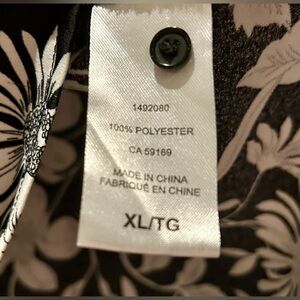 1492080
100% POLYESTER
CA 59169
MADE IN CHINA
FABRIQUÉ EN CHINE
XL/TG